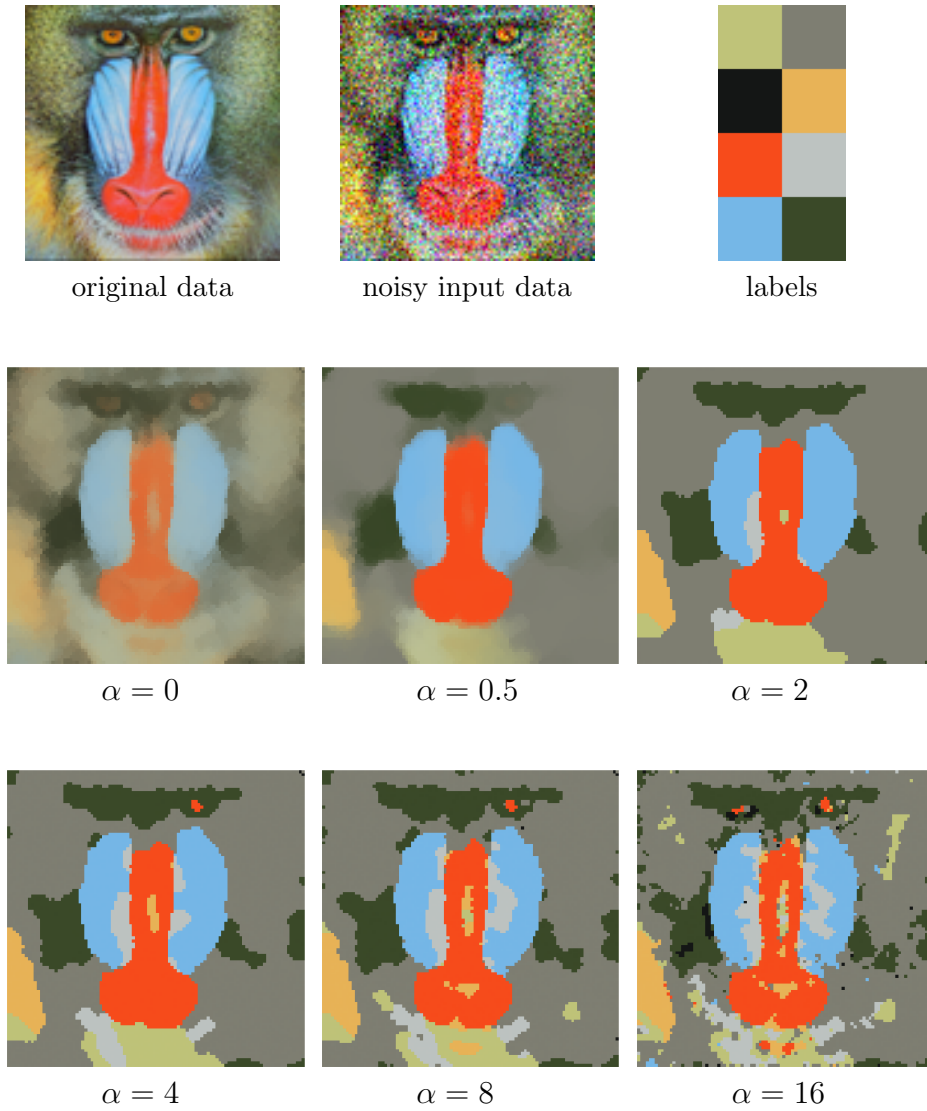 original data
noisy input data
labels
α = 0
α = 0.5
α = 2
α = 4
α = 8
α = 16